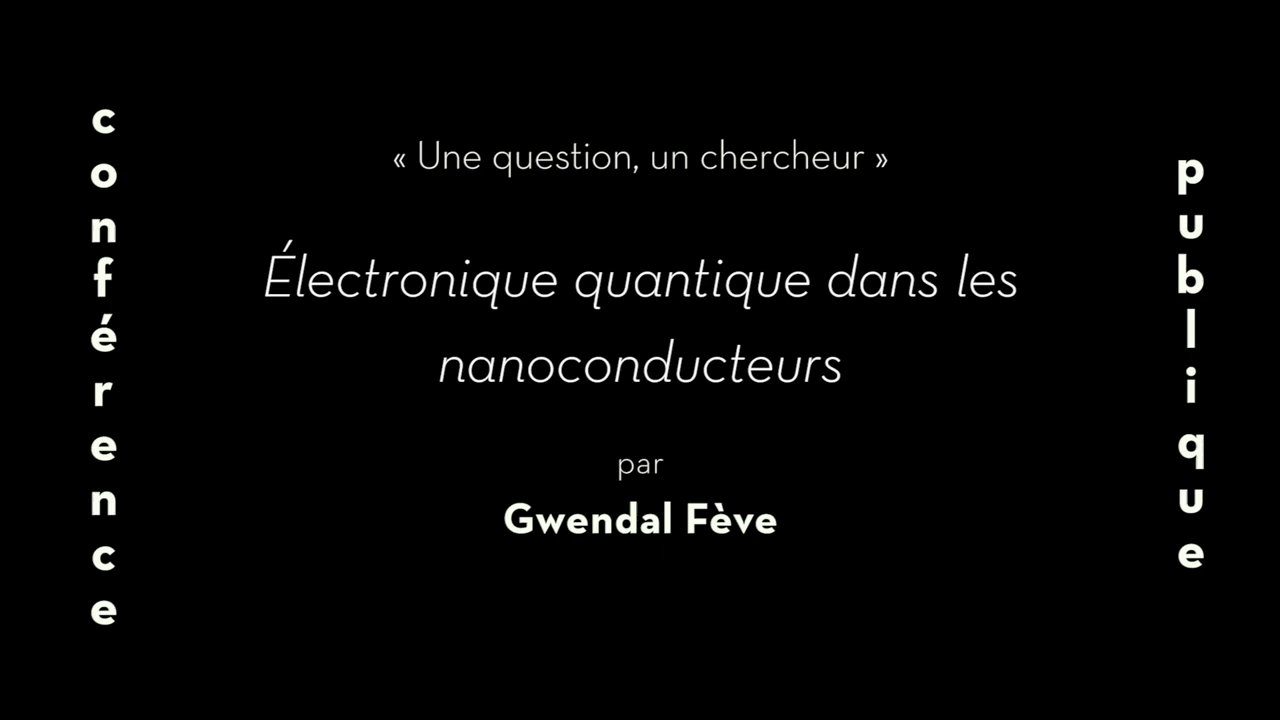 conférence
« Une question, un chercheur »
Électronique quantique dans les
nanoconducteurs
par
Gwendal Fève
publique